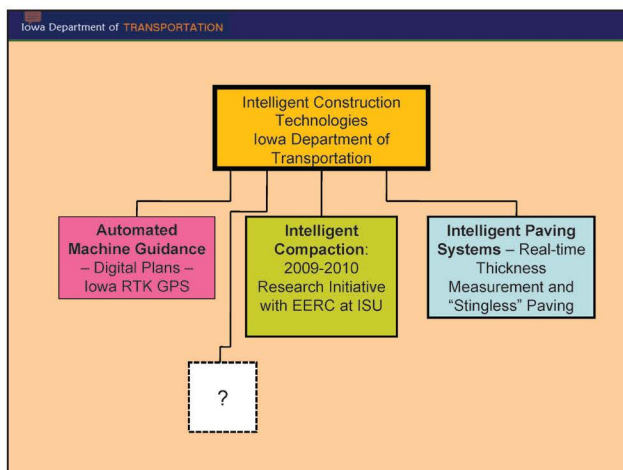 Iowa Department of TRANSPORTATION
Intelligent Construction
Technologies
Iowa Department of
Transportation
Automated
Machine Guidance
– Digital Plans –
Iowa RTK GPS
Intelligent
Compaction:
2009-2010
Research Initiative
with EERC at ISU
Intelligent Paving
Systems – Real-time
Thickness
Measurement and
“Stingless” Paving
?